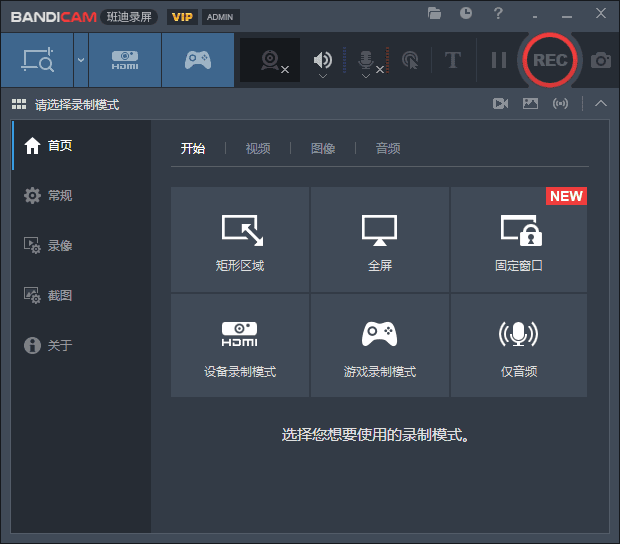 BANDICAM 班迪录屏 VIP ADMIN
HDMI T REC
请选择录制模式
首页
常规
录像
截图
关于
开始 视频 图像 音频
NEW
矩形区域 全屏 固定窗口
HDMI
设备录制模式 游戏录制模式 仅音频
选择您想要使用的录制模式。